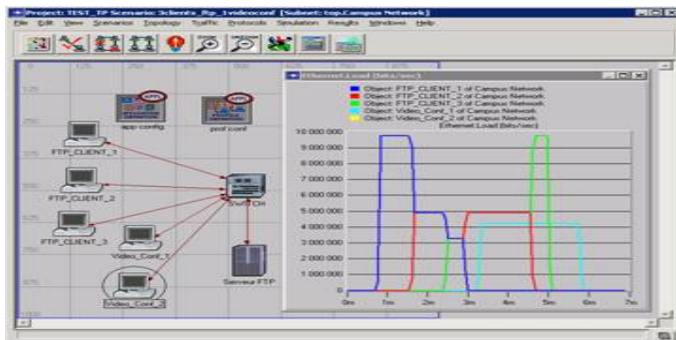 Project: TEST_TP Scenario: 3clients_ftp_1videoconf [Subnet: top.Campus Network]
File Edit View Scenarios Topology Traffic Protocols Simulation Results Windows Help
Ethernet.Load (bits/sec)
Object: FTP_CLIENT_1 of Campus Network
Object: FTP_CLIENT_2 of Campus Network
Object: FTP_CLIENT_3 of Campus Network
Object: Video_Conf_1 of Campus Network
Object: Video_Conf_2 of Campus Network
Ethernet.Load (bits/sec)
10 000 000
9 000 000
8 000 000
7 000 000
6 000 000
5 000 000
4 000 000
3 000 000
2 000 000
1 000 000
0
0m 1m 2m 3m 4m 5m 6m 7m
app config
prof conf
FTP_CLIENT_1
FTP_CLIENT_2
SWITCH
FTP_CLIENT_3
Video_Conf_1
Serveur FTP
Video_Conf_2